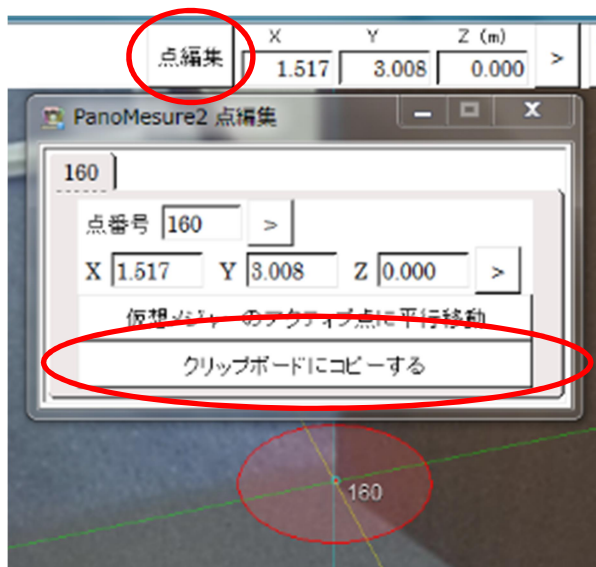 X Y Z (m)
点編集 1.517 3.008 0.000 >
PanoMesure2 点編集
160
点番号 160 >
X 1.517 Y 3.008 Z 0.000 >
仮想メジャーのアクティブ点に平行移動
クリップボードにコピーする
160